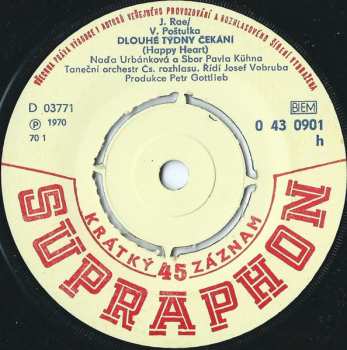 VŠECHNA PRÁVA VÝROBCE I AUTORŮ VEŘEJNÉHO PROVOZOVÁNÍ A ROZHLASOVÉHO ŠÍŘENÍ VYHRAZENA
J. Rae/
V. Poštulka
DLOUHÉ TÝDNY ČEKÁNÍ
(Happy Heart)
Naďa Urbánková a Sbor Pavla Kühna
Taneční orchestr Čs. rozhlasu. Řídí Josef Vobruba
Produkce Petr Gottlieb
D 03771
Ⓟ 1970
70 1
BIEM
0 43 0901
h
KRÁTKÝ 45 ZÁZNAM
SUPRAPHON